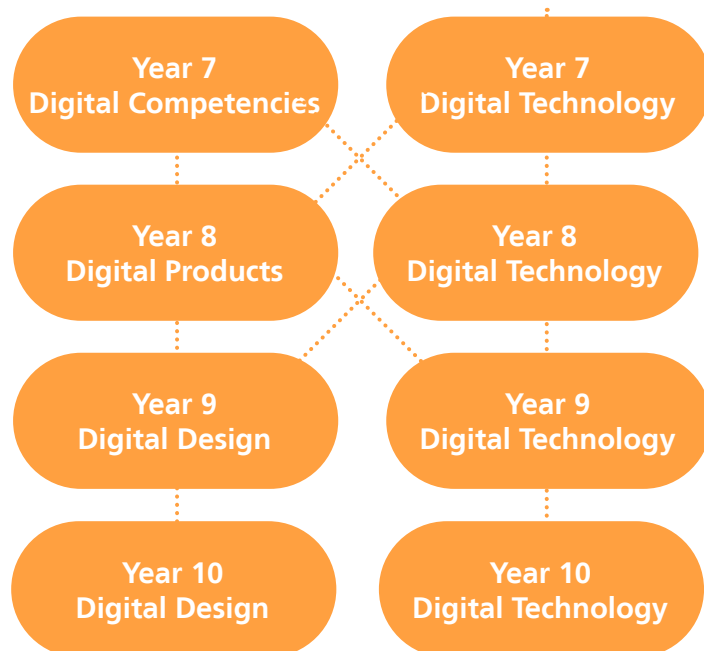 Year 7
Digital Competencies
Year 7
Digital Technology
Year 8
Digital Products
Year 8
Digital Technology
Year 9
Digital Design
Year 9
Digital Technology
Year 10
Digital Design
Year 10
Digital Technology